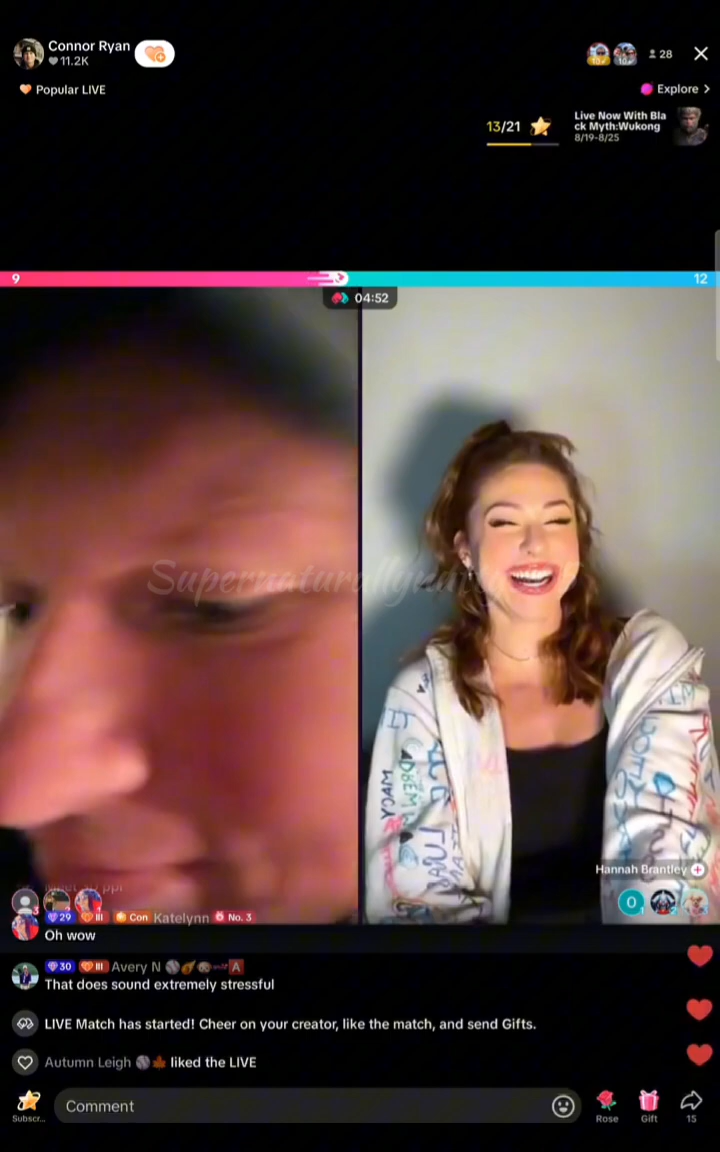 Connor Ryan
11.2K
28
Popular LIVE
Explore >
13/21
Live Now With Bla
ck Myth:Wukong
8/19-8/25
9
12
04:52
Hannah Brantley
29 III Con Katelynn No. 3
Oh wow
30 III Avery N A
That does sound extremely stressful
LIVE Match has started! Cheer on your creator, like the match, and send Gifts.
Autumn Leigh liked the LIVE
Subscr...
Comment
Rose
Gift
15